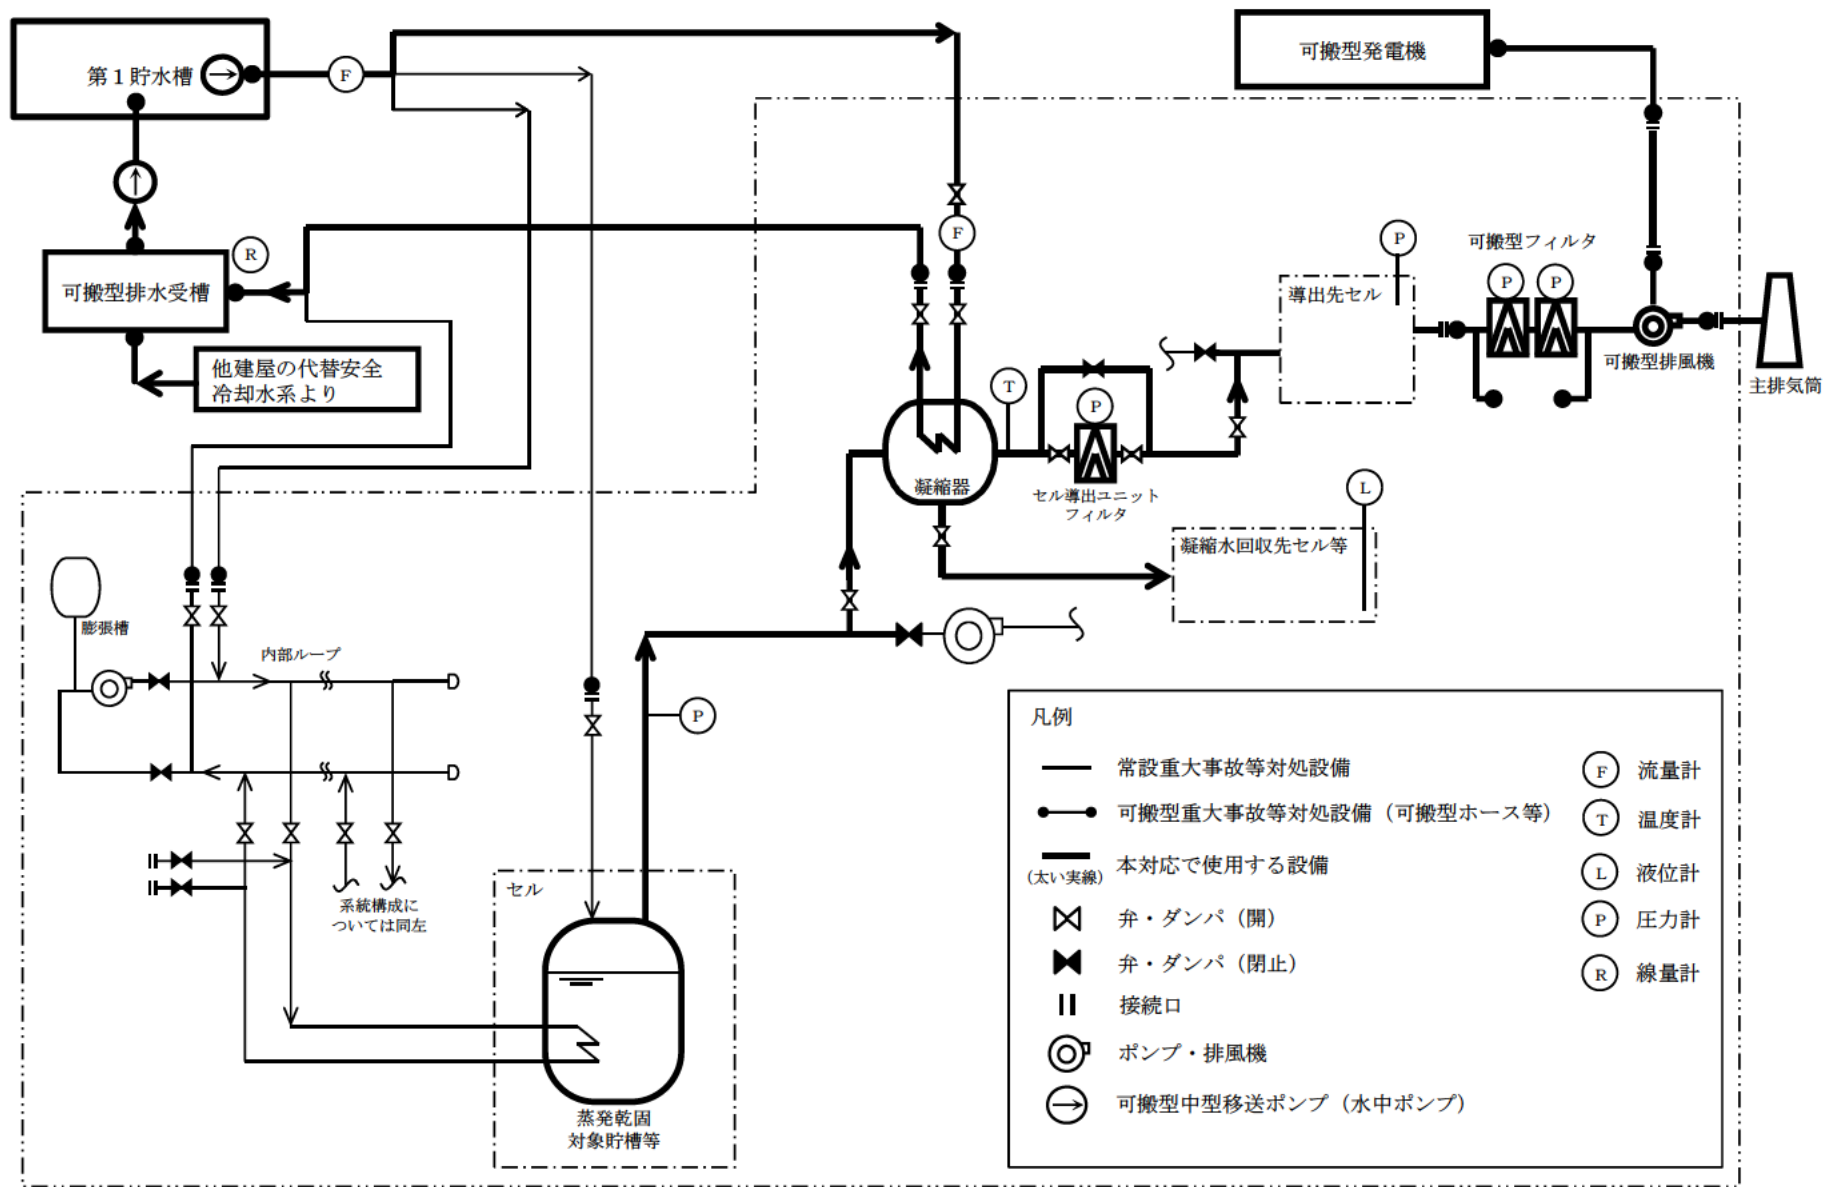 第１貯水槽
F
可搬型発電機
R
可搬型排水受槽
他建屋の代替安全
冷却水系より
F
P
導出先セル
可搬型フィルタ
P
P
可搬型排風機
主排気筒
T
P
凝縮器
セル導出ユニット
フィルタ
L
凝縮水回収先セル等
膨張槽
内部ループ
P
系統構成に
ついては同左
セル
蒸発乾固
対象貯槽等
凡例
常設重大事故等対処設備
可搬型重大事故等対処設備（可搬型ホース等）
本対応で使用する設備
（太い実線）
弁・ダンパ（開）
弁・ダンパ（閉止）
接続口
ポンプ・排風機
可搬型中型移送ポンプ（水中ポンプ）
F 流量計
T 温度計
L 液位計
P 圧力計
R 線量計